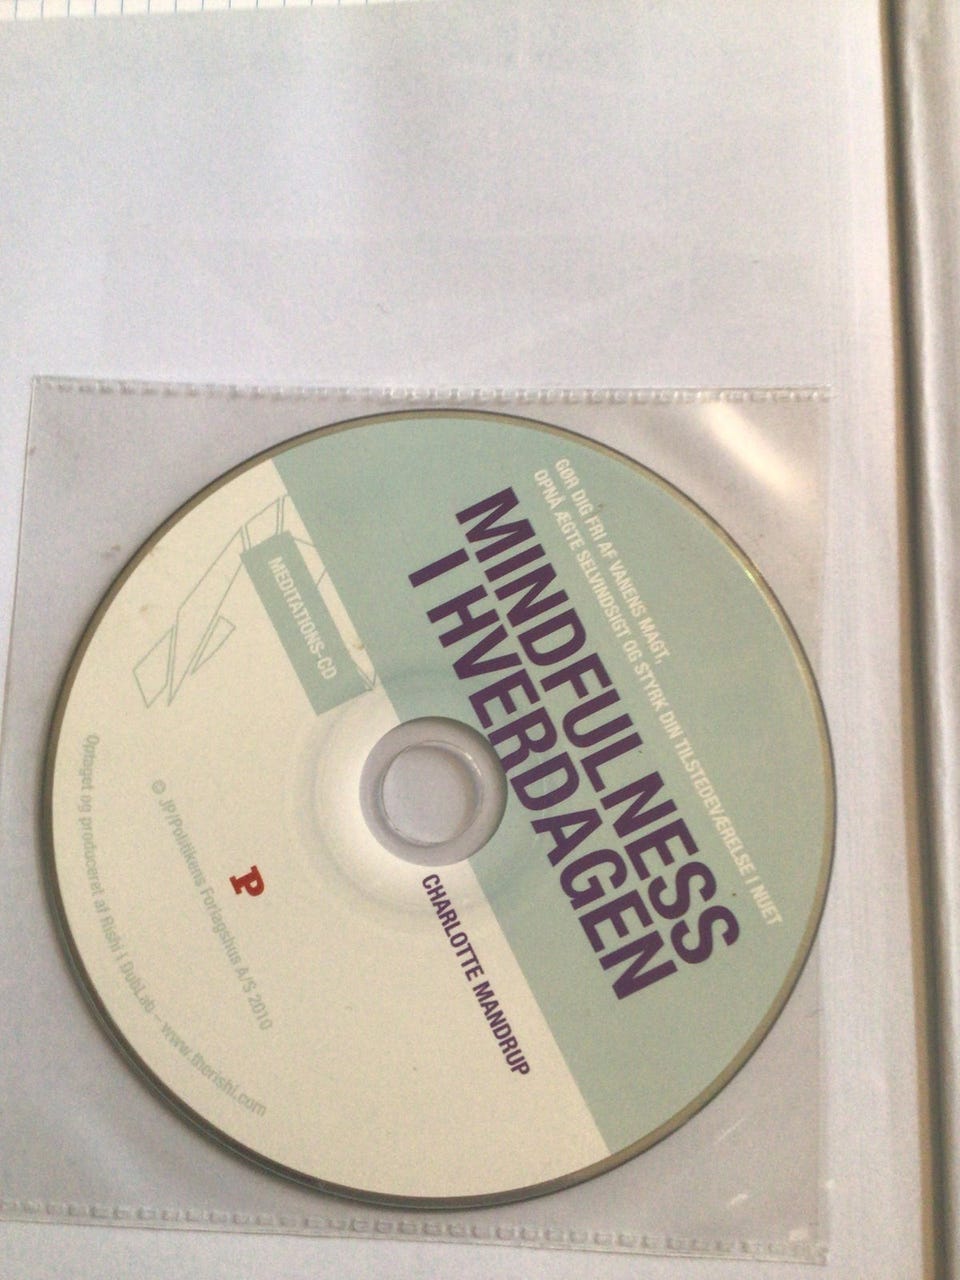 GØR DIG FRI AF VANENS MAGT,
OPNÅ ÆGTE SELVINDSIGT OG STYRK DIN TILSTEDEVÆRELSE I NUET
MINDFULNESS
I HVERDAGEN
CHARLOTTE MANDRUP
MEDITATIONS-CD
P
© JP/Politikens Forlagshus A/S 2010
Optaget og produceret af Rishi i DubLab – www.therishi.com